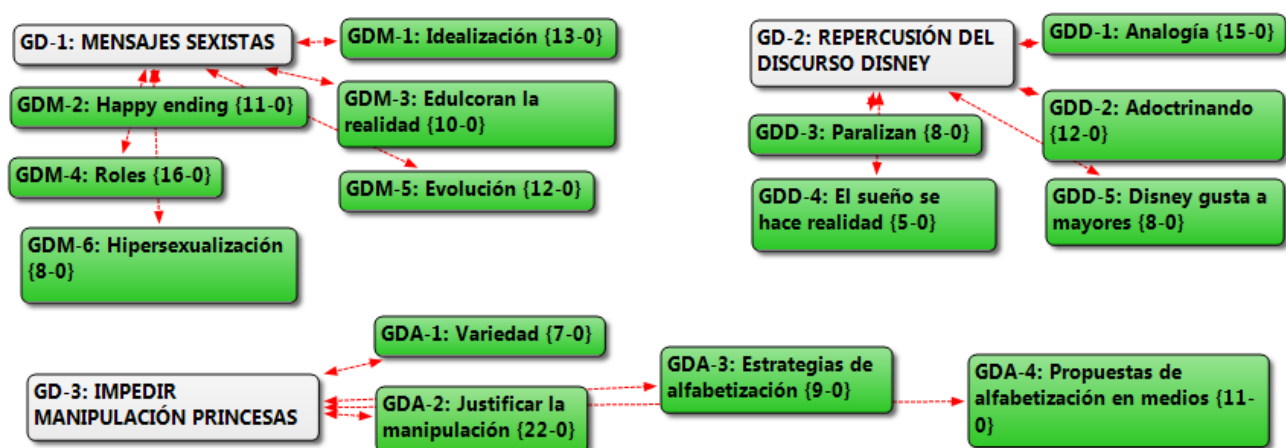 GD-1: MENSAJES SEXISTAS
GDM-1: Idealización {13-0}
GDM-2: Happy ending {11-0}
GDM-3: Edulcoran la
realidad {10-0}
GDM-4: Roles {16-0}
GDM-5: Evolución {12-0}
GDM-6: Hipersexualización
{8-0}
GD-2: REPERCUSIÓN DEL
DISCURSO DISNEY
GDD-1: Analogía {15-0}
GDD-2: Adoctrinando
{12-0}
GDD-3: Paralizan {8-0}
GDD-4: El sueño se
hace realidad {5-0}
GDD-5: Disney gusta a
mayores {8-0}
GD-3: IMPEDIR
MANIPULACIÓN PRINCESAS
GDA-1: Variedad {7-0}
GDA-2: Justificar la
manipulación {22-0}
GDA-3: Estrategias de
alfabetización {9-0}
GDA-4: Propuestas de
alfabetización en medios {11-
0}